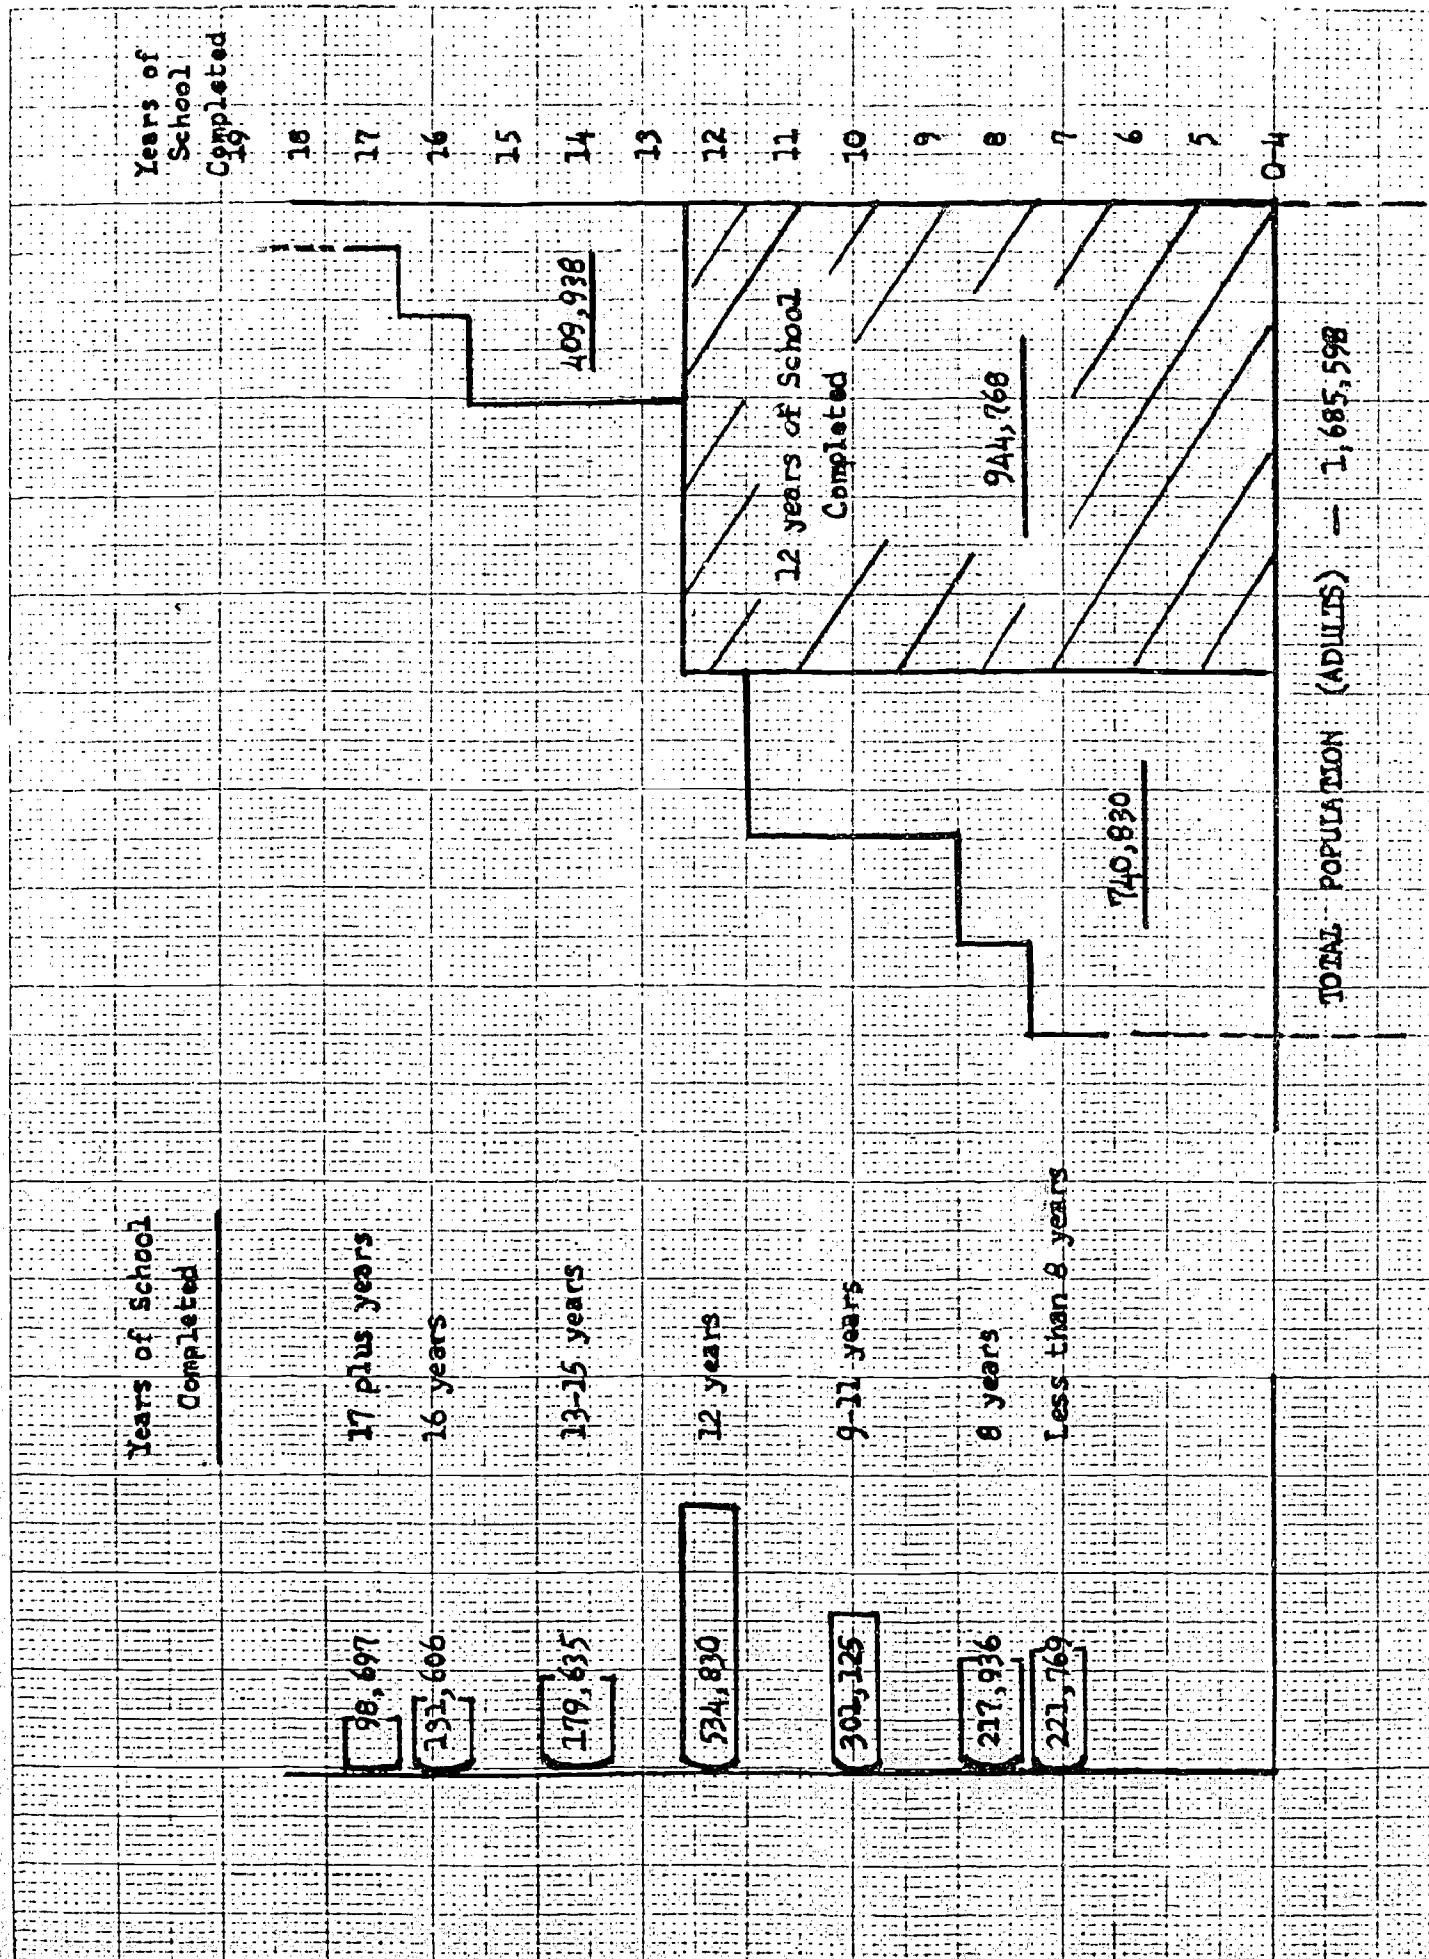 Years of School
Completed
98,697 17 plus years
131,606 16 years
179,635 13-15 years
534,830 12 years
301,125 9-11 years
217,936 8 years
221,769 Less than 8 years
Years of
School
Completed
19
18
17
16
15
14
13
12
11
10
9
8
7
6
5
0-4
409,938
12 years of School
Completed
944,768
740,830
TOTAL POPULATION (ADULTS) — 1,685,598